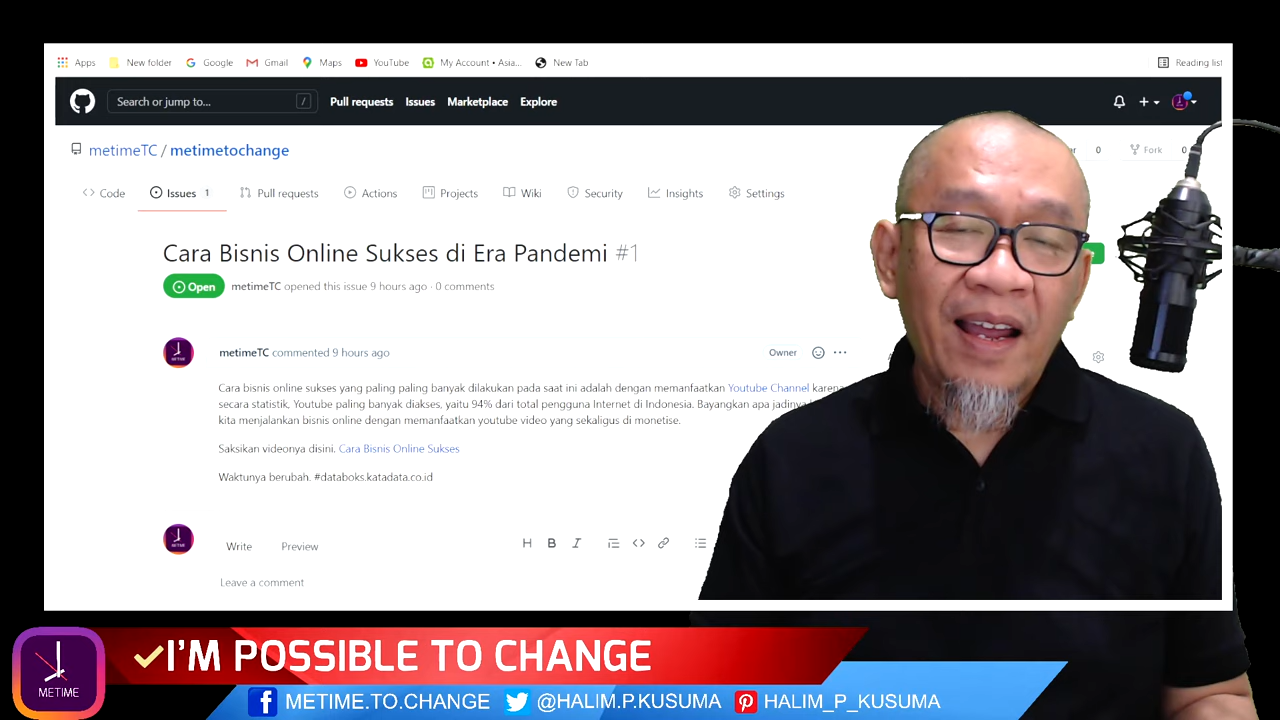 Apps New folder Google Gmail Maps YouTube My Account • Asia... New Tab Reading list
Search or jump to... / Pull requests Issues Marketplace Explore
metimeTC / metimetochange 0 Fork 0
Code Issues 1 Pull requests Actions Projects Wiki Security Insights Settings
Cara Bisnis Online Sukses di Era Pandemi #1
Open metimeTC opened this issue 9 hours ago · 0 comments
metimeTC commented 9 hours ago Owner ...
Cara bisnis online sukses yang paling paling banyak dilakukan pada saat ini adalah dengan memanfaatkan Youtube Channel karena
secara statistik, Youtube paling banyak diakses, yaitu 94% dari total pengguna Internet di Indonesia. Bayangkan apa jadinya
kita menjalankan bisnis online dengan memanfaatkan youtube video yang sekaligus di monetise.
Saksikan videonya disini. Cara Bisnis Online Sukses
Waktunya berubah. #databoks.katadata.co.id
METIME
Write Preview H B I
Leave a comment
I'M POSSIBLE TO CHANGE
METIME
METIME.TO.CHANGE @HALIM.P.KUSUMA HALIM_P_KUSUMA